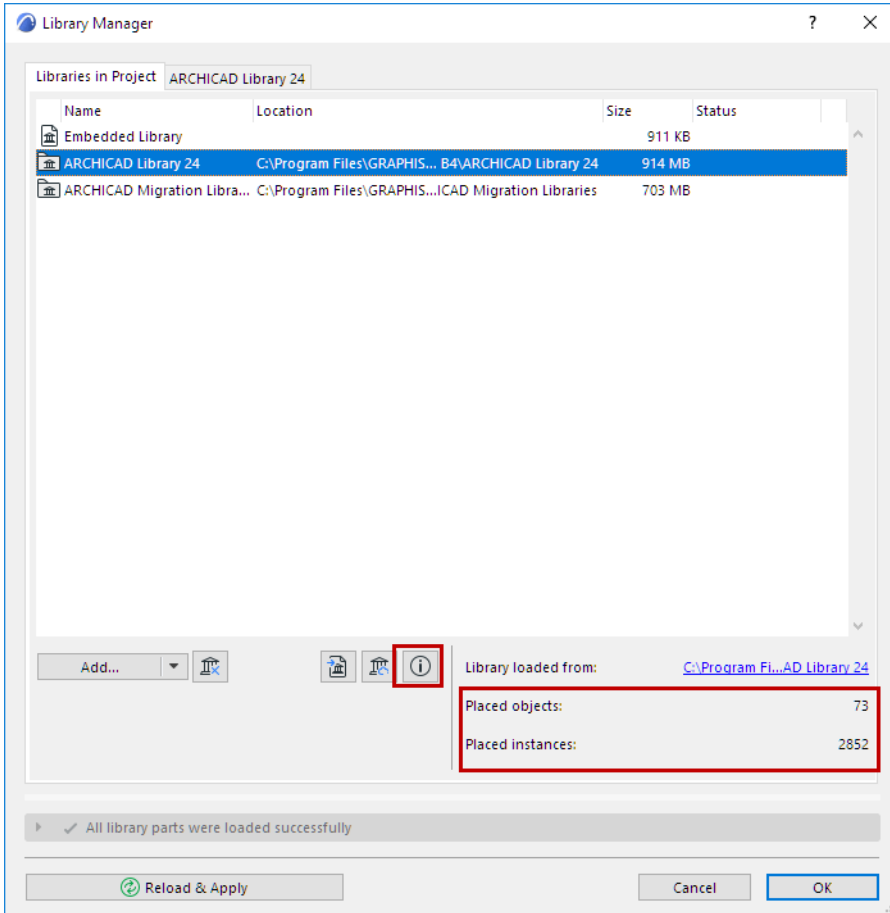 Library Manager ?
Libraries in Project ARCHICAD Library 24
Name Location Size Status
Embedded Library 911 KB
ARCHICAD Library 24 C:\Program Files\GRAPHIS... B4\ARCHICAD Library 24 914 MB
ARCHICAD Migration Libra... C:\Program Files\GRAPHIS...ICAD Migration Libraries 703 MB
Add... Library loaded from: C:\Program Fi...AD Library 24
Placed objects: 73
Placed instances: 2852
All library parts were loaded successfully
Reload & Apply Cancel OK